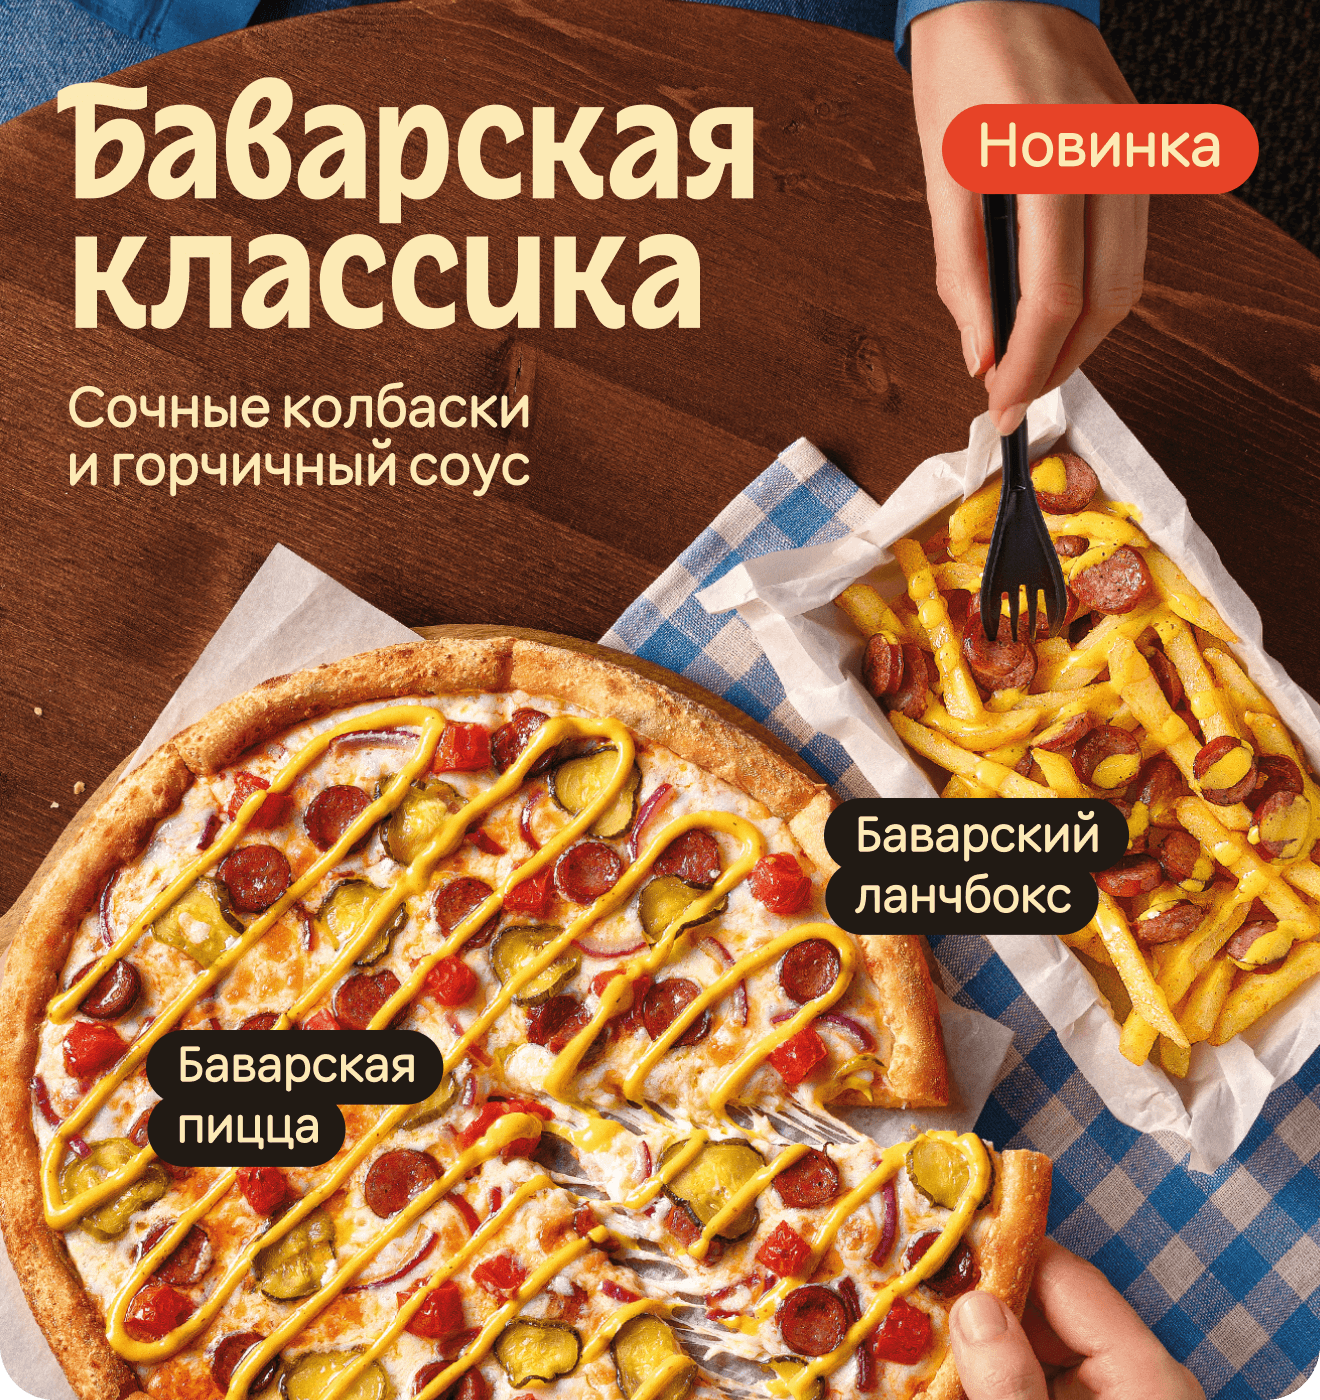 Баварская
классика
Новинка
Сочные колбаски
и горчичный соус
Баварский
ланчбокс
Баварская
пицца